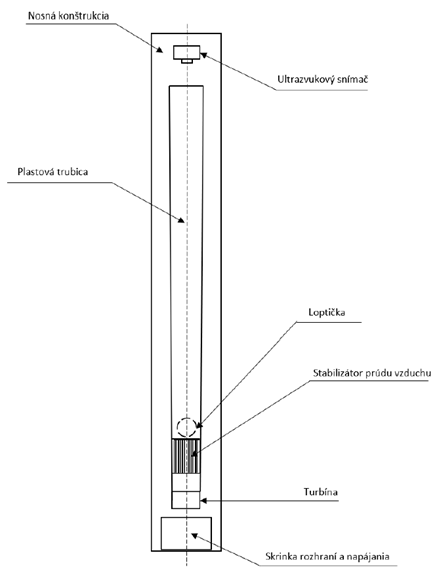 Nosná konštrukcia
Ultrazvukový snímač
Plastová trubica
Loptička
Stabilizátor prúdu vzduchu
Turbína
Skrinka rozhraní a napájania